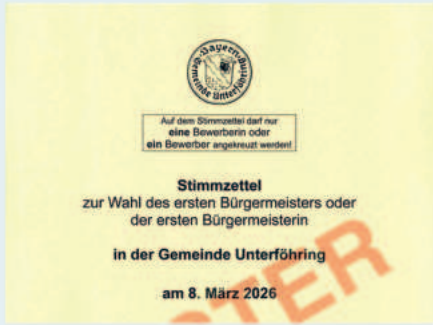 Bayern
Gemeinde Unterföhring
Auf dem Stimmzettel darf nur
eine Bewerberin oder
ein Bewerber angekreuzt werden!
Stimmzettel
zur Wahl des ersten Bürgermeisters oder
der ersten Bürgermeisterin
in der Gemeinde Unterföhring
am 8. März 2026
STER